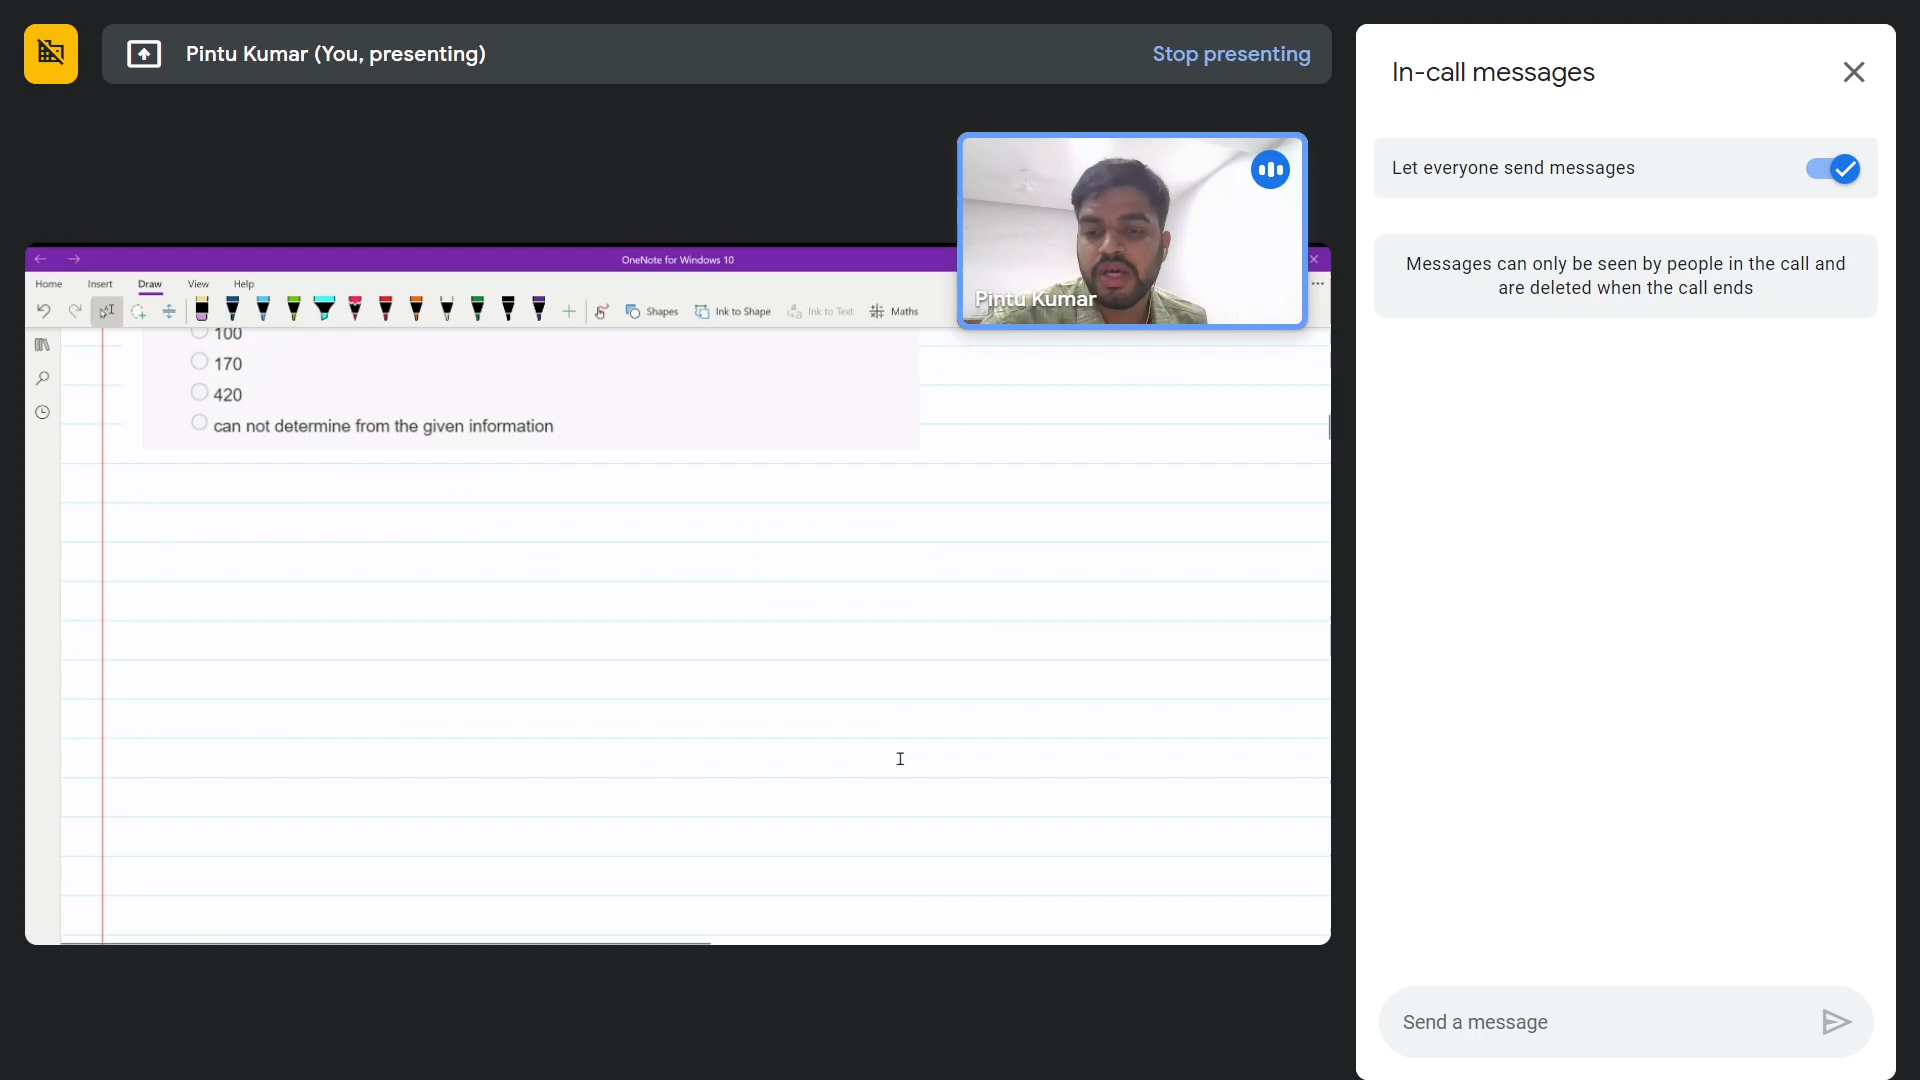 Pintu Kumar (You, presenting)
Stop presenting
In-call messages
Let everyone send messages
Messages can only be seen by people in the call and
are deleted when the call ends
Pintu Kumar
OneNote for Windows 10
Home Insert Draw View Help
Shapes Ink to Shape Ink to Text Maths
100
170
420
can not determine from the given information
Send a message